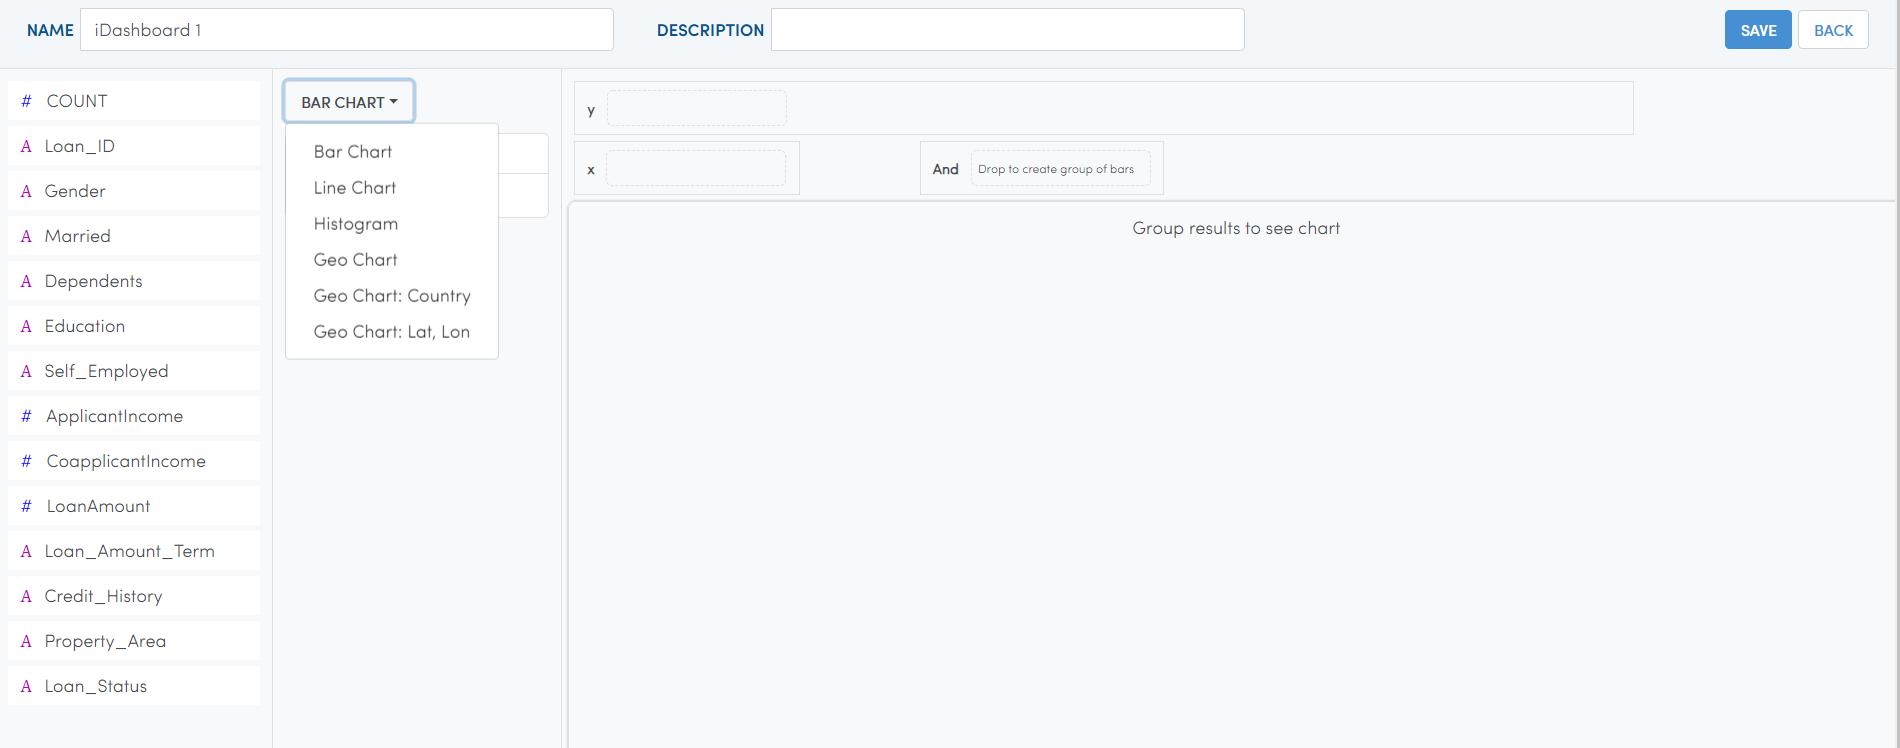 NAME iDashboard 1 DESCRIPTION SAVE BACK
# COUNT
A Loan_ID
A Gender
A Married
A Dependents
A Education
A Self_Employed
# ApplicantIncome
# CoapplicantIncome
# LoanAmount
A Loan_Amount_Term
A Credit_History
A Property_Area
A Loan_Status
BAR CHART
Bar Chart
Line Chart
Histogram
Geo Chart
Geo Chart: Country
Geo Chart: Lat, Lon
y
x And Drop to create group of bars
Group results to see chart